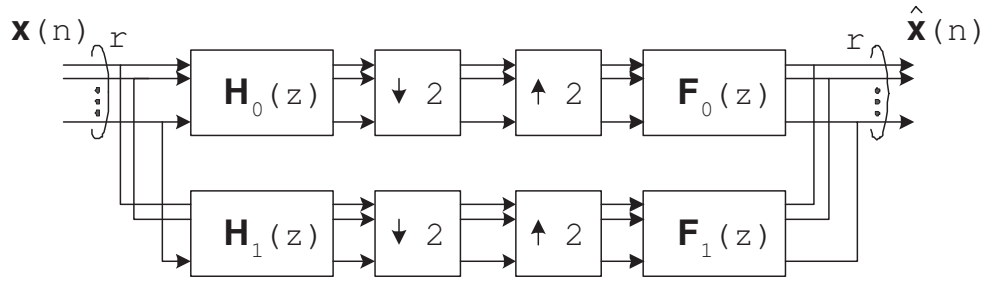 x(n) r r x̂(n)
H₀(z) ↓ 2 ↑ 2 F₀(z)
H₁(z) ↓ 2 ↑ 2 F₁(z)